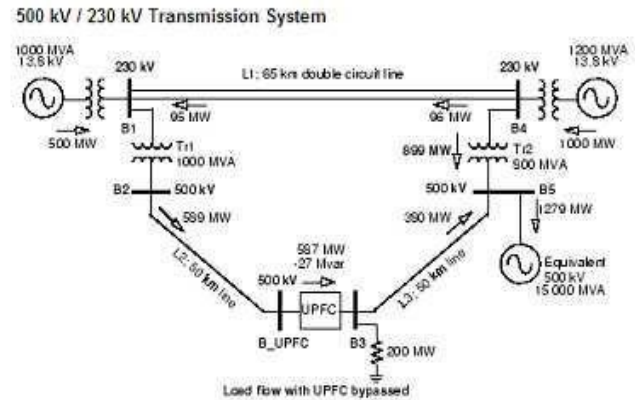 500 kV / 230 kV Transmission System
1000 MVA
13.8 kV
1200 MVA
13.8 kV
230 kV
L1: 65 km double circuit line
230 kV
95 MW
96 MW
500 MW
B1
B4
1000 MW
Tr1
1000 MVA
899 MW
Tr2
900 MVA
B2
500 kV
500 kV
B5
589 MW
390 MW
1279 MW
L2: 50 km line
587 MW
-27 Mvar
500 kV
L3: 50 km line
Equivalent
500 kV
15 000 MVA
UPFC
B_UPFC
B3
200 MW
Load flow with UPFC bypassed